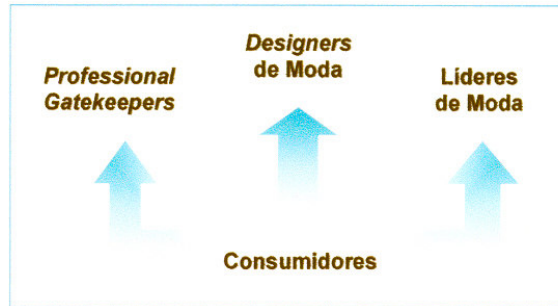 Professional
Gatekeepers
Designers
de Moda
Líderes
de Moda
Consumidores